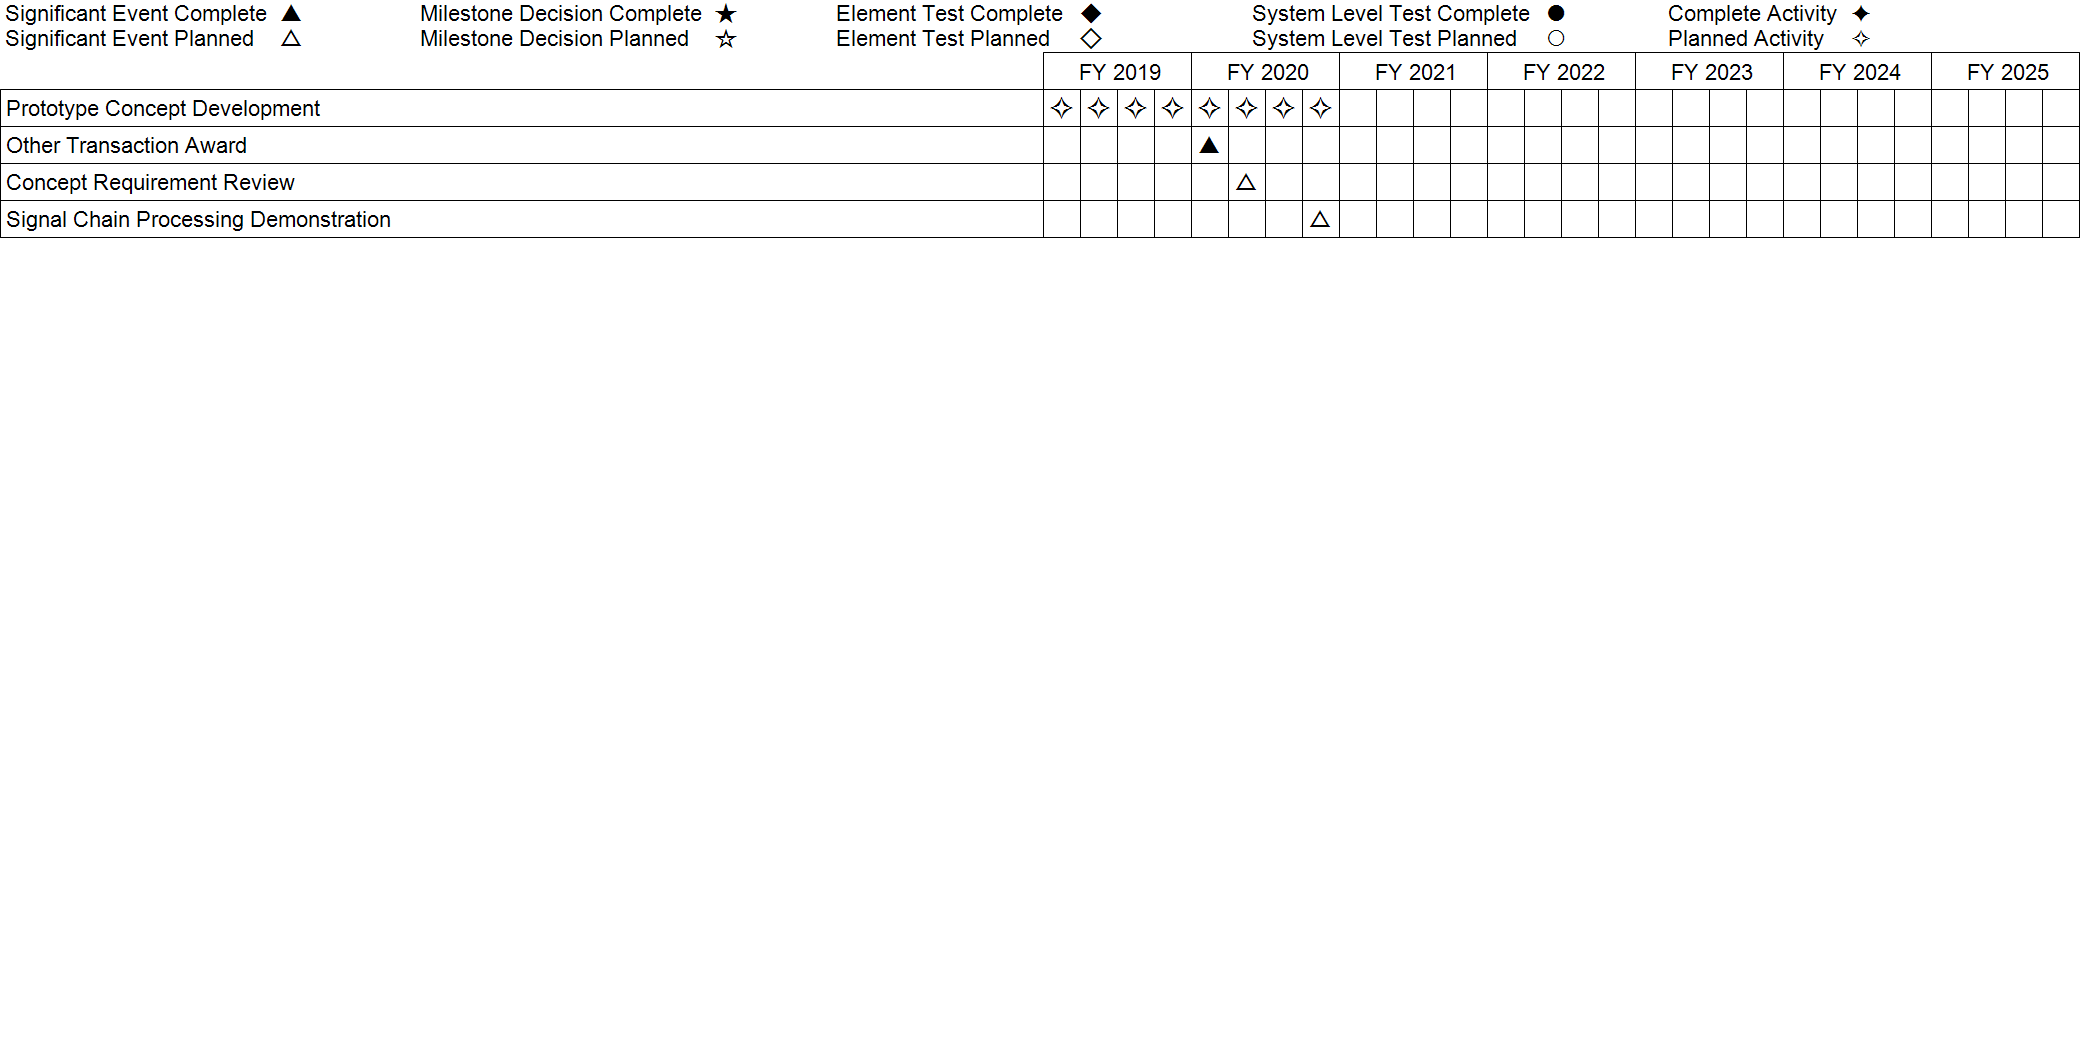 Significant Event Complete ▲ Milestone Decision Complete ★ Element Test Complete ◆ System Level Test Complete ● Complete Activity ✦
Significant Event Planned △ Milestone Decision Planned ☆ Element Test Planned ◇ System Level Test Planned ○ Planned Activity ✧
FY 2019 FY 2020 FY 2021 FY 2022 FY 2023 FY 2024 FY 2025
Prototype Concept Development ✧ ✧ ✧ ✧ ✧ ✧ ✧ ✧
Other Transaction Award ▲
Concept Requirement Review △
Signal Chain Processing Demonstration △